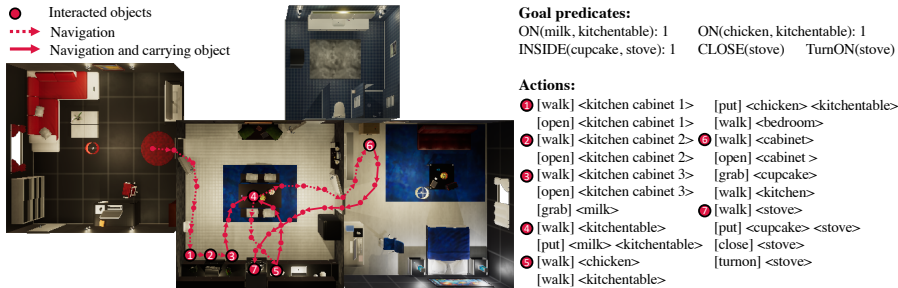 Interacted objects
Navigation
Navigation and carrying object
1 2 3 4 5 6 7
Goal predicates:
ON(milk, kitchentable): 1 ON(chicken, kitchentable): 1
INSIDE(cupcake, stove): 1 CLOSE(stove) TurnON(stove)
Actions:
1 [walk] <kitchen cabinet 1>
[open] <kitchen cabinet 1>
2 [walk] <kitchen cabinet 2>
[open] <kitchen cabinet 2>
3 [walk] <kitchen cabinet 3>
[open] <kitchen cabinet 3>
[grab] <milk>
4 [walk] <kitchentable>
[put] <milk> <kitchentable>
5 [walk] <chicken>
[walk] <kitchentable>
[put] <chicken> <kitchentable>
[walk] <bedroom>
6 [walk] <cabinet>
[open] <cabinet >
[grab] <cupcake>
[walk] <kitchen>
7 [walk] <stove>
[put] <cupcake> <stove>
[close] <stove>
[turnon] <stove>